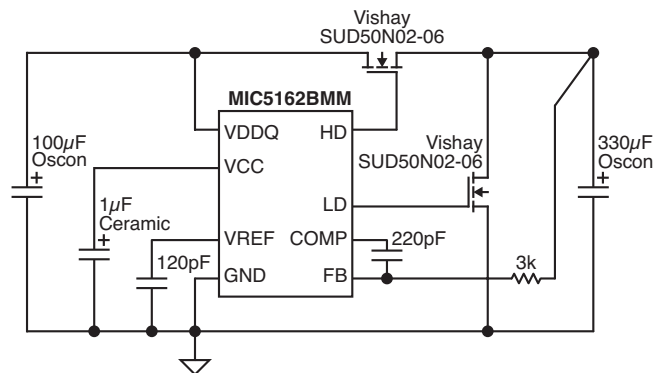 Vishay
SUD50N02-06
MIC5162BMM
100µF
Oscon
+
VDDQ
HD
Vishay
SUD50N02-06
330µF
Oscon
+
VCC
1µF
Ceramic
+
LD
VREF
COMP
220pF
120pF
GND
FB
3k